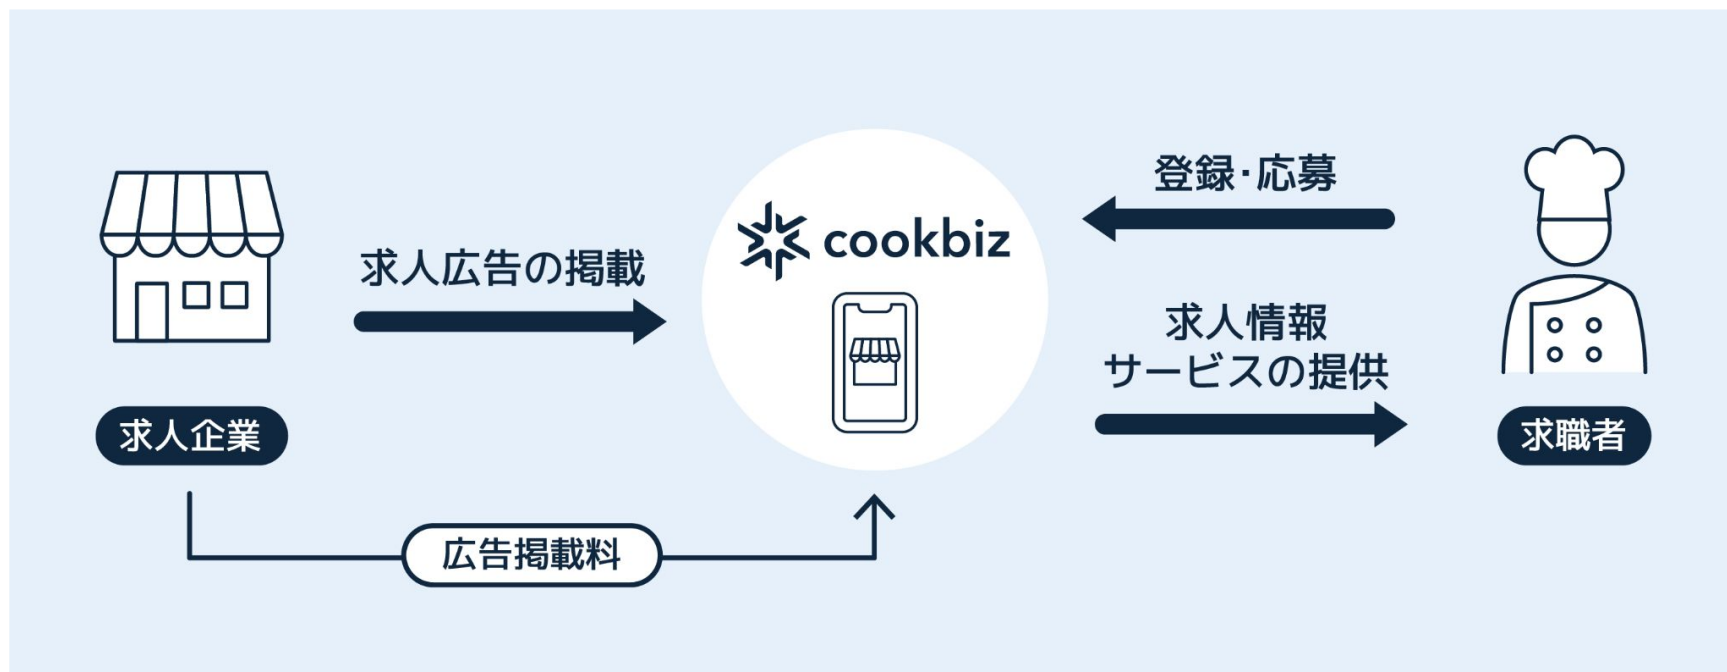 求人広告の掲載
求人企業
広告掲載料
cookbiz
登録・応募
求人情報
サービスの提供
求職者